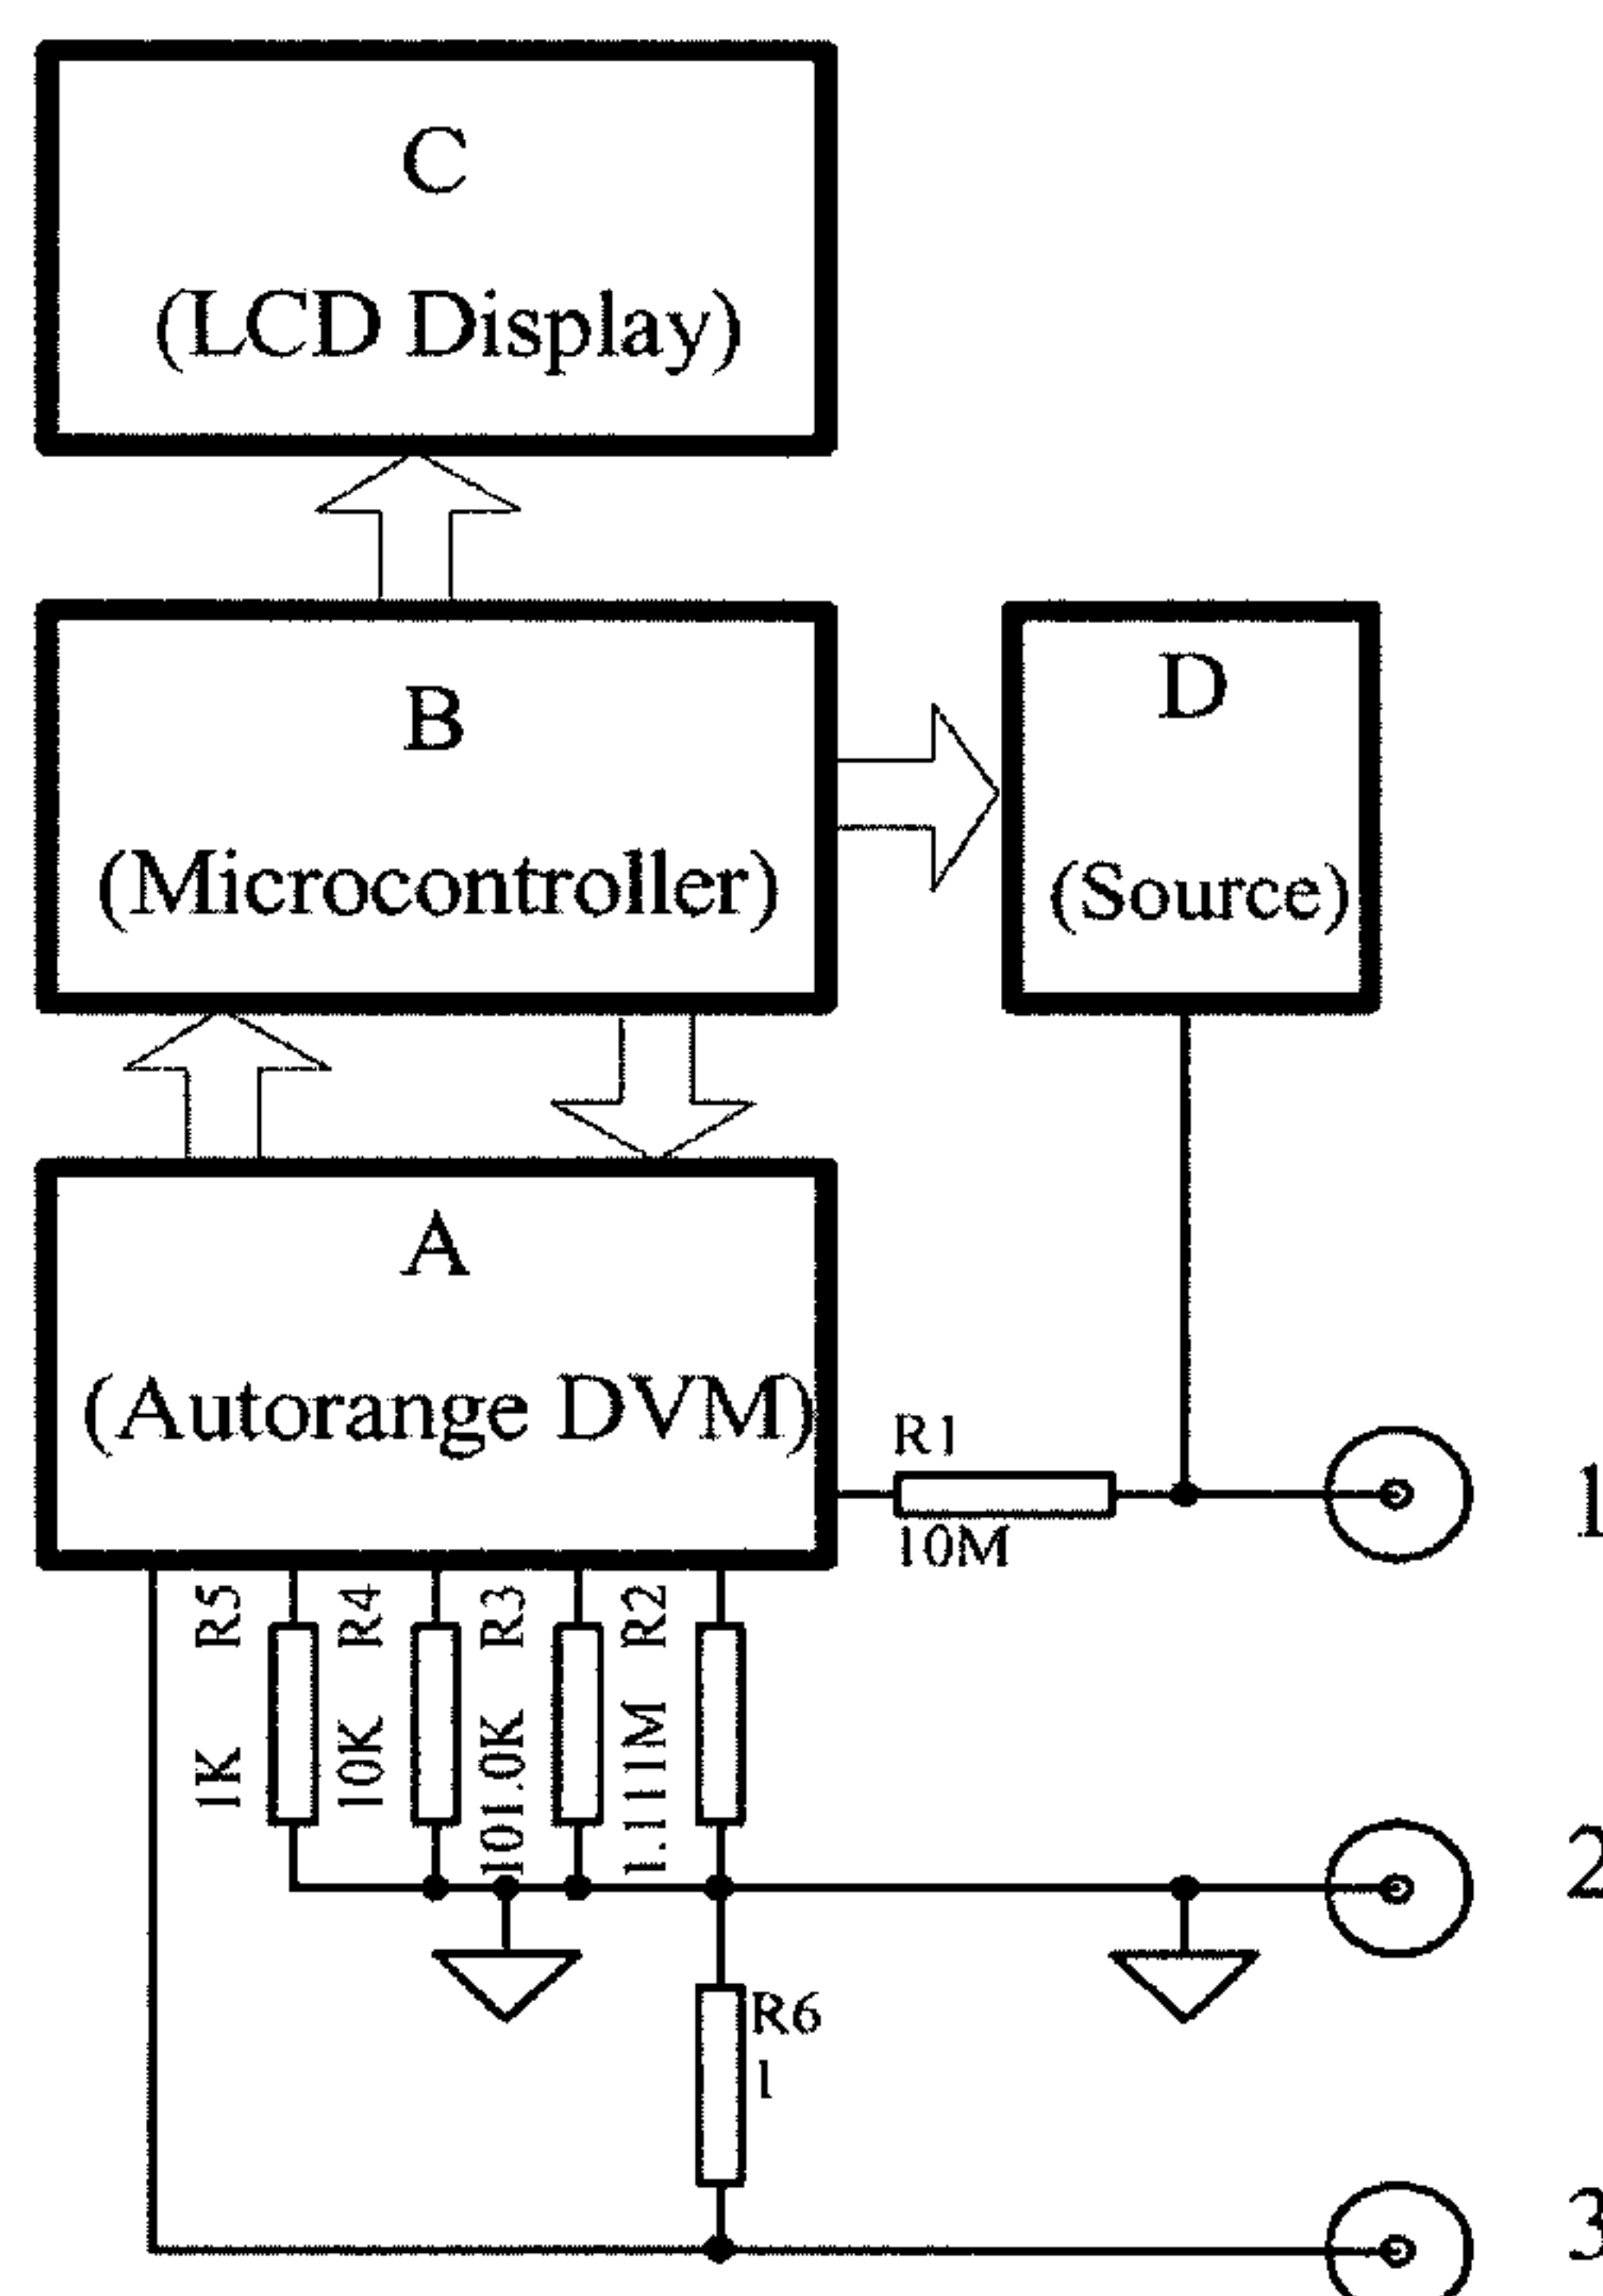 C
(LCD Display)
B
(Microcontroller)
D
(Source)
A
(Autorange DVM)
R1
10M
1
R5
1K
R4
10K
R3
101.0K
R2
1.111M
2
R6
1
3